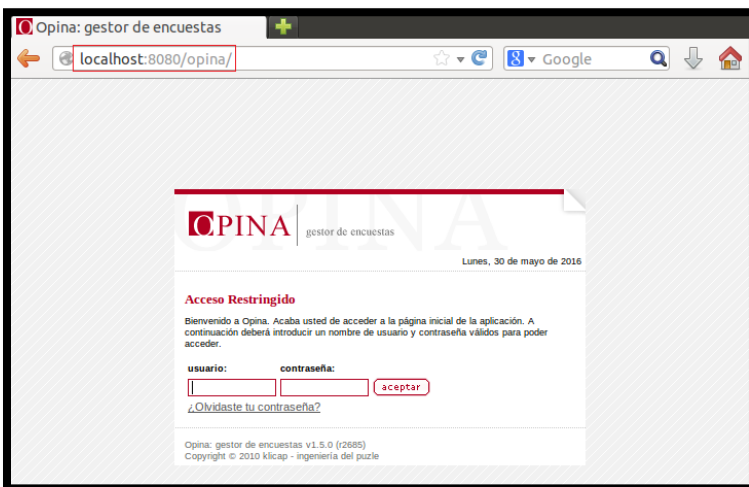 Opina: gestor de encuestas
localhost:8080/opina/
Google
OPINA
OPINA gestor de encuestas
Lunes, 30 de mayo de 2016
Acceso Restringido
Bienvenido a Opina. Acaba usted de acceder a la página inicial de la aplicación. A
continuación deberá introducir un nombre de usuario y contraseña válidos para poder
acceder.
usuario: contraseña:
aceptar
¿Olvidaste tu contraseña?
Opina: gestor de encuestas v1.5.0 (r2685)
Copyright © 2010 klicap - ingeniería del puzle